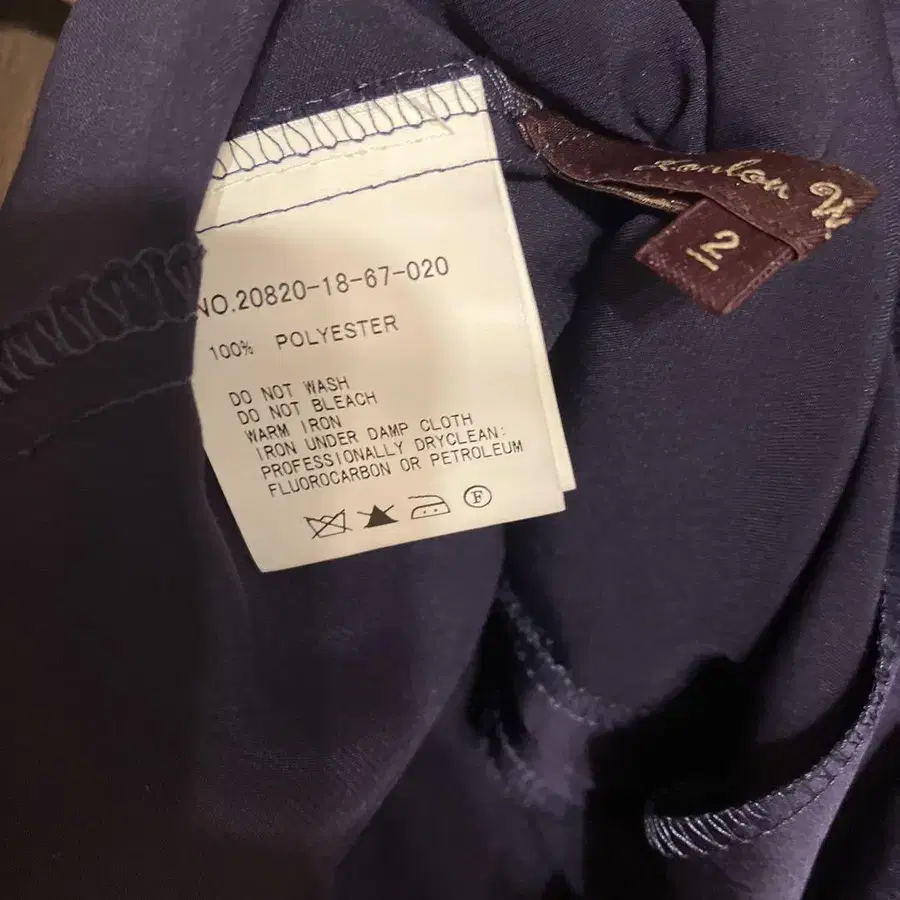 NO.20820-18-67-020
100% POLYESTER
DO NOT WASH
DO NOT BLEACH
WARM IRON
IRON UNDER DAMP CLOTH
PROFESSIONALLY DRYCLEAN:
FLUOROCARBON OR PETROLEUM
F
2